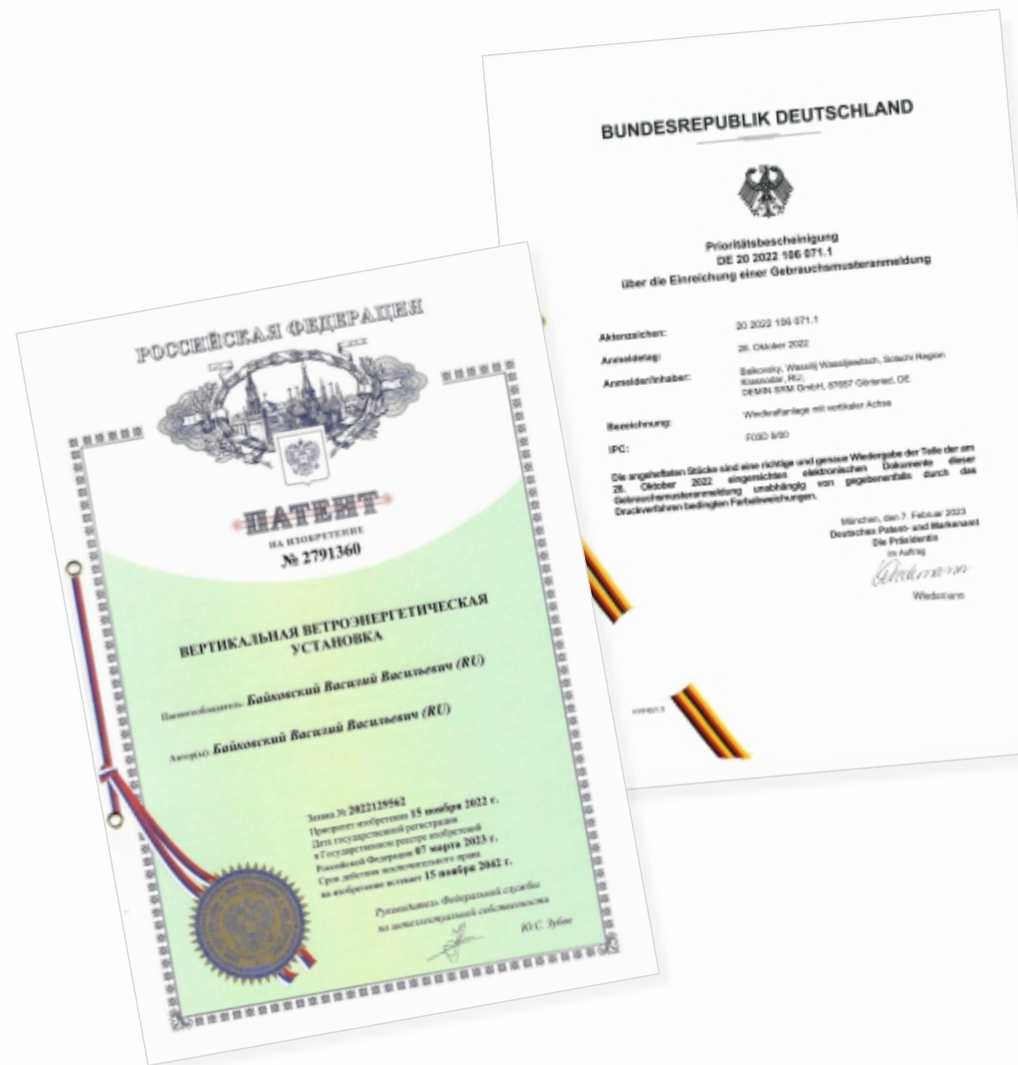 РОССИЙСКАЯ ФЕДЕРАЦИЯ
ПАТЕНТ
НА ИЗОБРЕТЕНИЕ
№ 2791360
ВЕРТИКАЛЬНАЯ ВЕТРОЭНЕРГЕТИЧЕСКАЯ
УСТАНОВКА
Патентообладатель: Байковский Василий Васильевич (RU)
Автор(ы): Байковский Василий Васильевич (RU)
Заявка № 2022129562
Приоритет изобретения 15 ноября 2022 г.
Дата государственной регистрации
в Государственном реестре изобретений
Российской Федерации 07 марта 2023 г.
Срок действия исключительного права
на изобретение истекает 15 ноября 2042 г.
Руководитель Федеральной службы
по интеллектуальной собственности
Ю.С. Зубов
BUNDESREPUBLIK DEUTSCHLAND
Prioritätsbescheinigung
DE 20 2022 106 071.1
über die Einreichung einer Gebrauchsmusteranmeldung
Aktenzeichen: 20 2022 106 071.1
Anmeldetag: 28. Oktober 2022
Anmelder/Inhaber: Baikovsky, Wassilij Wassiljewitsch, Sotschi Region
Krasnodar, RU;
DEMIN SRM GmbH, 87657 Görisried, DE
Bezeichnung: Windkraftanlage mit vertikaler Achse
IPC: F03D 9/00
Die angehefteten Stücke sind eine richtige und genaue Wiedergabe der Teile der am
28. Oktober 2022 eingereichten elektronischen Dokumente dieser
Gebrauchsmusteranmeldung unabhängig von gegebenenfalls durch das
Druckverfahren bedingten Farbabweichungen.
München, den 7. Februar 2023
Deutsches Patent- und Markenamt
Die Präsidentin
Im Auftrag
Wiedemann